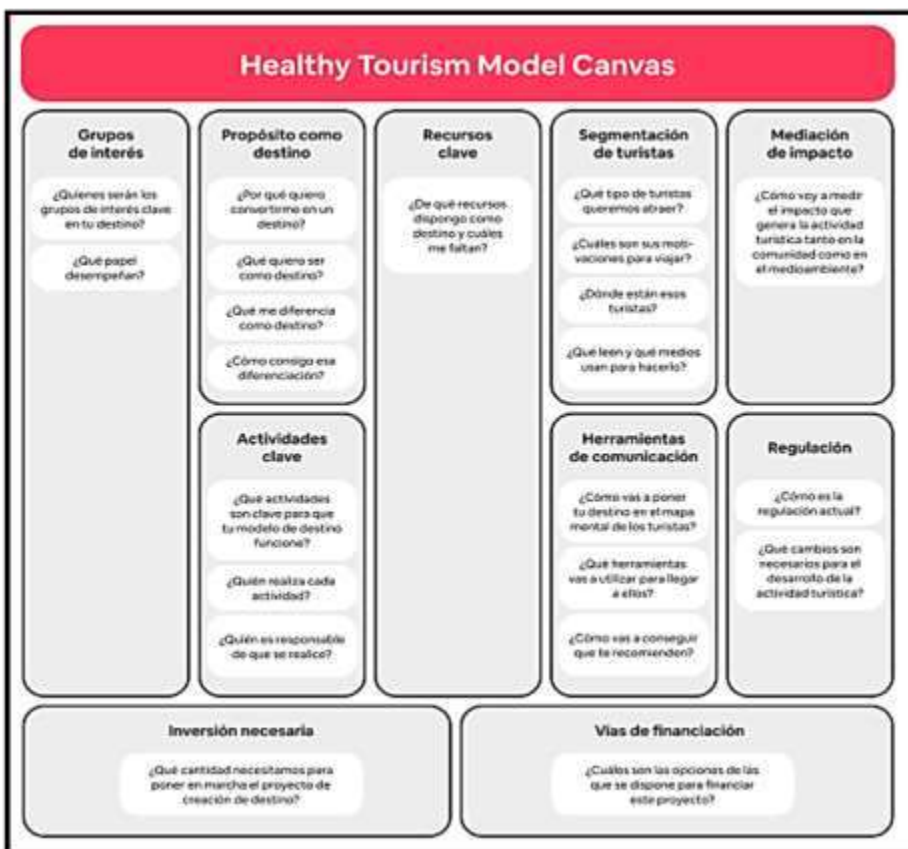 Healthy Tourism Model Canvas
Grupos
de interés
¿Quienes serán los
grupos de interés clave
en tu destino?
¿Qué papel
desempeñan?
Propósito como
destino
¿Por qué quiero
convertirme en un
destino?
¿Qué quiero ser
como destino?
¿Qué me diferencia
como destino?
¿Cómo consigo esa
diferenciación?
Actividades
clave
¿Qué actividades
son clave para que
tu modelo de destino
funcione?
¿Quién realiza cada
actividad?
¿Quién es responsable
de que se realice?
Recursos
clave
¿De qué recursos
dispongo como
destino y cuáles
me faltan?
Segmentación
de turistas
¿Qué tipo de turistas
queremos atraer?
¿Cuáles son sus moti-
vaciones para viajar?
¿Dónde están esos
turistas?
¿Qué leen y qué medios
usan para hacerlo?
Herramientas
de comunicación
¿Cómo vas a poner
tu destino en el mapa
mental de los turistas?
¿Qué herramientas
vas a utilizar para llegar
a ellos?
¿Cómo vas a conseguir
que te recomienden?
Mediación
de impacto
¿Cómo voy a medir
el impacto que
genera la actividad
turística tanto en la
comunidad como en
el medioambiente?
Regulación
¿Cómo es la
regulación actual?
¿Qué cambios son
necesarios para el
desarrollo de la
actividad turística?
Inversión necesaria
¿Qué cantidad necesitamos para
poner en marcha el proyecto de
creación de destino?
Vías de financiación
¿Cuáles son las opciones de las
que se dispone para financiar
este proyecto?